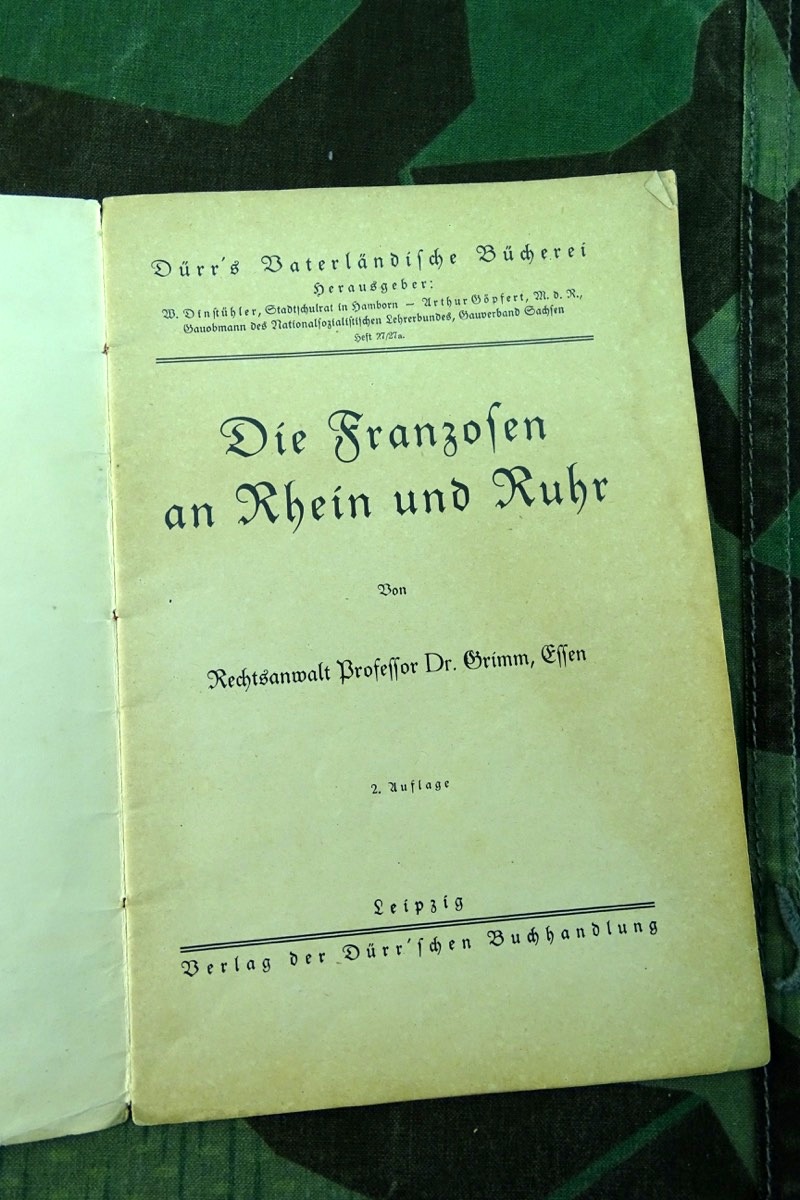 Dürr's Vaterländiſche Bücherei
Herausgeber:
W. Dinſtühler, Stadtſchulrat in Hamborn — Arthur Göpfert, M. d. R.,
Gauobmann des Nationalſozialiſtiſchen Lehrerbundes, Gauverband Sachſen
Heft 27/27a.
Die Franzoſen
an Rhein und Ruhr
Von
Rechtsanwalt Profeſſor Dr. Grimm, Eſſen
2. Auflage
Leipzig
Verlag der Dürr'ſchen Buchhandlung